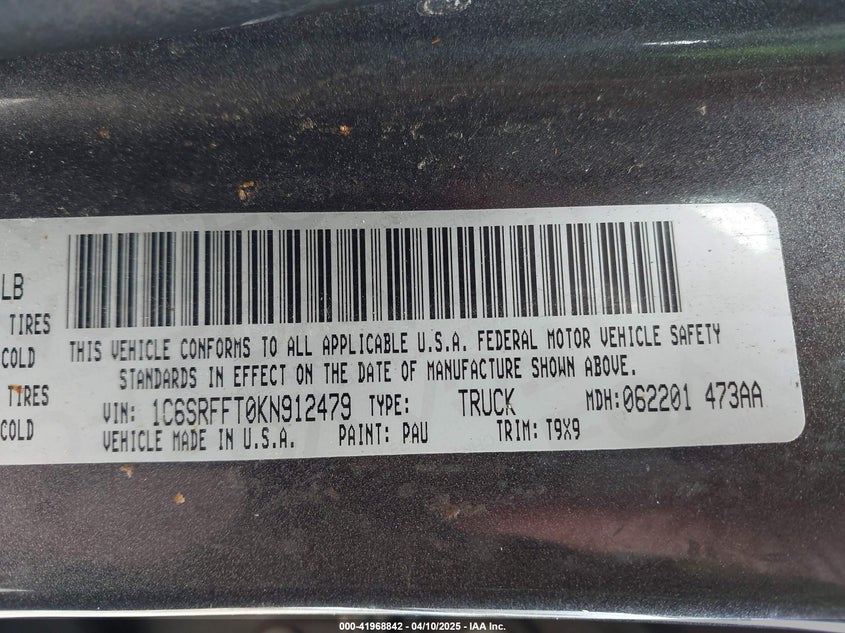 LB
TIRES
COLD
TIRES
COLD
THIS VEHICLE CONFORMS TO ALL APPLICABLE U.S.A. FEDERAL MOTOR VEHICLE SAFETY
STANDARDS IN EFFECT ON THE DATE OF MANUFACTURE SHOWN ABOVE.
VIN: 1C6SRFFT0KN912479 TYPE: TRUCK MDH:062201 473AA
VEHICLE MADE IN U.S.A. PAINT: PAU TRIM: T9X9
000-41968842 - 04/10/2025 - IAA Inc.